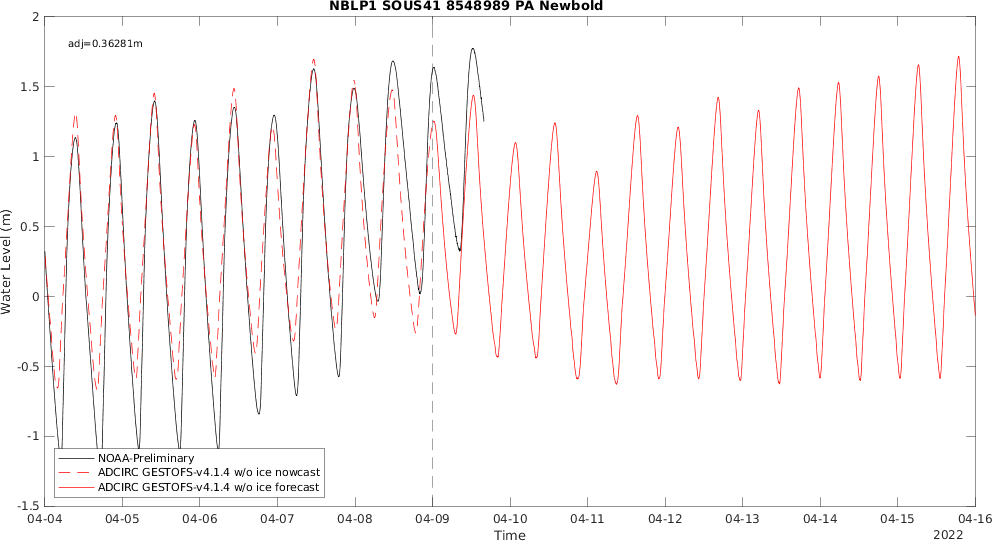 NBLP1 SOUS41 8548989 PA Newbold
adj=0.36281m
Water Level (m)
2
1.5
1
0.5
0
-0.5
-1
-1.5
NOAA-Preliminary
ADCIRC GESTOFS-v4.1.4 w/o ice nowcast
ADCIRC GESTOFS-v4.1.4 w/o ice forecast
04-04 04-05 04-06 04-07 04-08 04-09 04-10 04-11 04-12 04-13 04-14 04-15 04-16
Time
2022